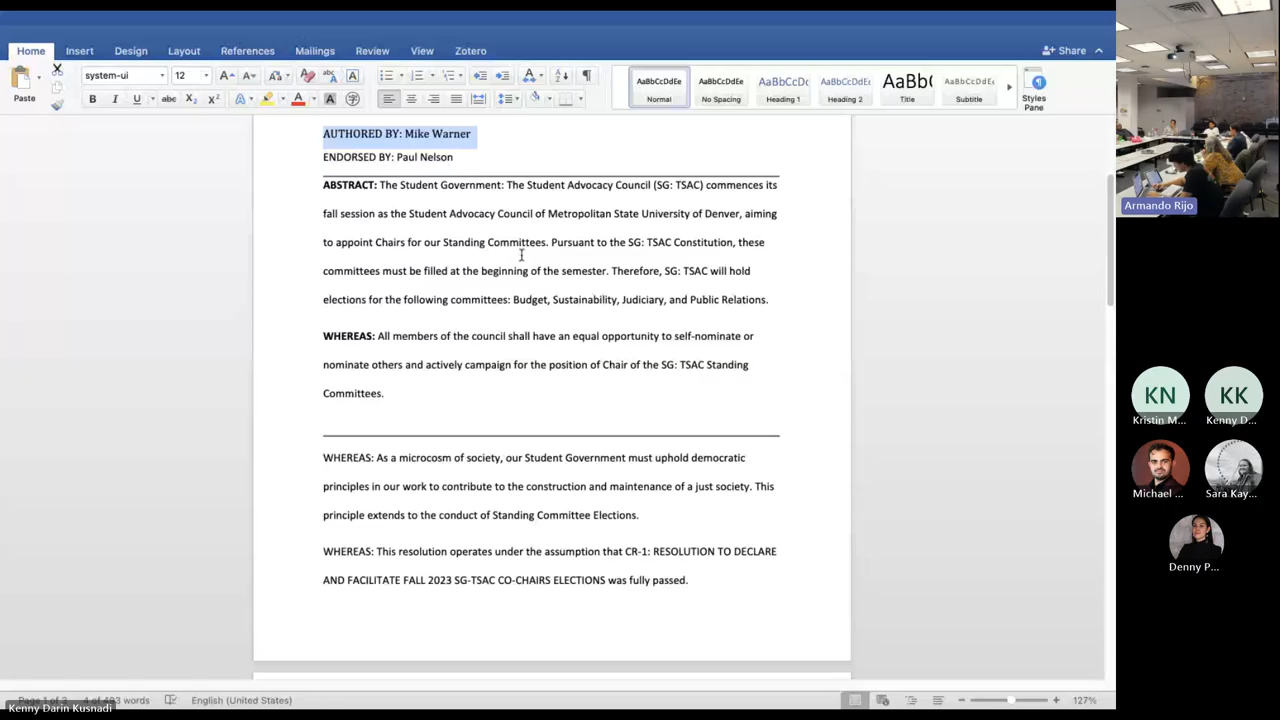 Home Insert Design Layout References Mailings Review View Zotero Share
system-ui 12
Paste
AaBbCcDdEe AaBbCcDdEe AaBbCcDc AaBbCcDdE AaBb( AaBbCcDdE
Normal No Spacing Heading 1 Heading 2 Title Subtitle Styles Pane
AUTHORED BY: Mike Warner
ENDORSED BY: Paul Nelson
ABSTRACT: The Student Government: The Student Advocacy Council (SG: TSAC) commences its
fall session as the Student Advocacy Council of Metropolitan State University of Denver, aiming
to appoint Chairs for our Standing Committees. Pursuant to the SG: TSAC Constitution, these
committees must be filled at the beginning of the semester. Therefore, SG: TSAC will hold
elections for the following committees: Budget, Sustainability, Judiciary, and Public Relations.
WHEREAS: All members of the council shall have an equal opportunity to self-nominate or
nominate others and actively campaign for the position of Chair of the SG: TSAC Standing
Committees.
WHEREAS: As a microcosm of society, our Student Government must uphold democratic
principles in our work to contribute to the construction and maintenance of a just society. This
principle extends to the conduct of Standing Committee Elections.
WHEREAS: This resolution operates under the assumption that CR-1: RESOLUTION TO DECLARE
AND FACILITATE FALL 2023 SG-TSAC CO-CHAIRS ELECTIONS was fully passed.
Page 1 of 3 4 of 483 words English (United States) 127%
Kenny Darin Kusnadi
Armando Rijo
KN KK
Kristin M... Kenny D...
Michael ... Sara Kay...
Denny P...